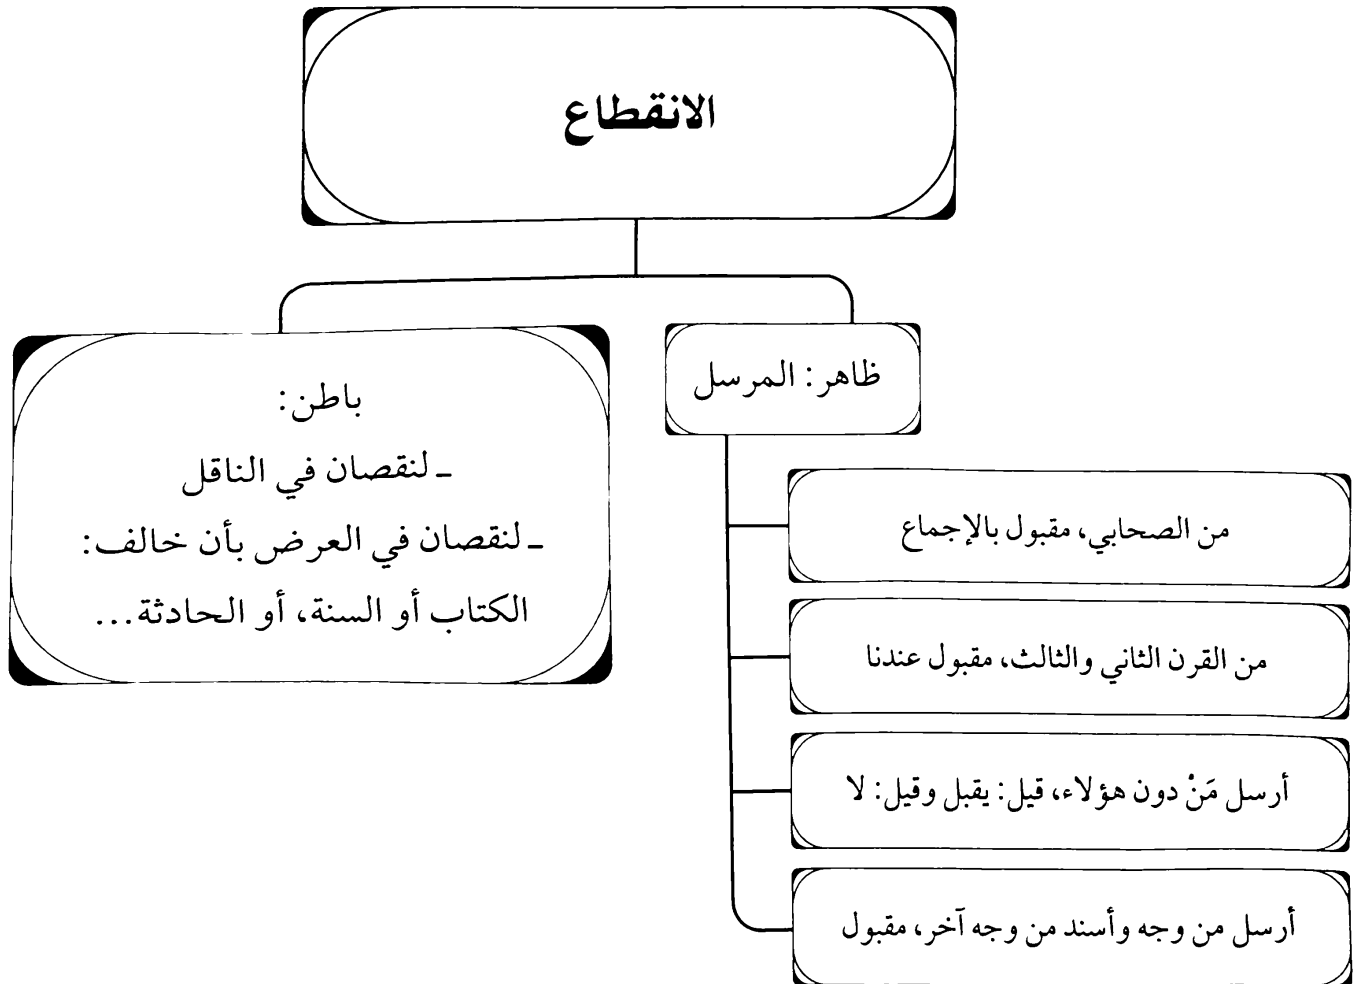 الانقطاع
ظاهر: المرسل
من الصحابي، مقبول بالإجماع
من القرن الثاني والثالث، مقبول عندنا
أرسل مَنْ دون هؤلاء، قيل: يقبل وقيل: لا
أرسل من وجه وأسند من وجه آخر، مقبول
باطن:
ـ لنقصان في الناقل
ـ لنقصان في العرض بأن خالف:
الكتاب أو السنة، أو الحادثة...